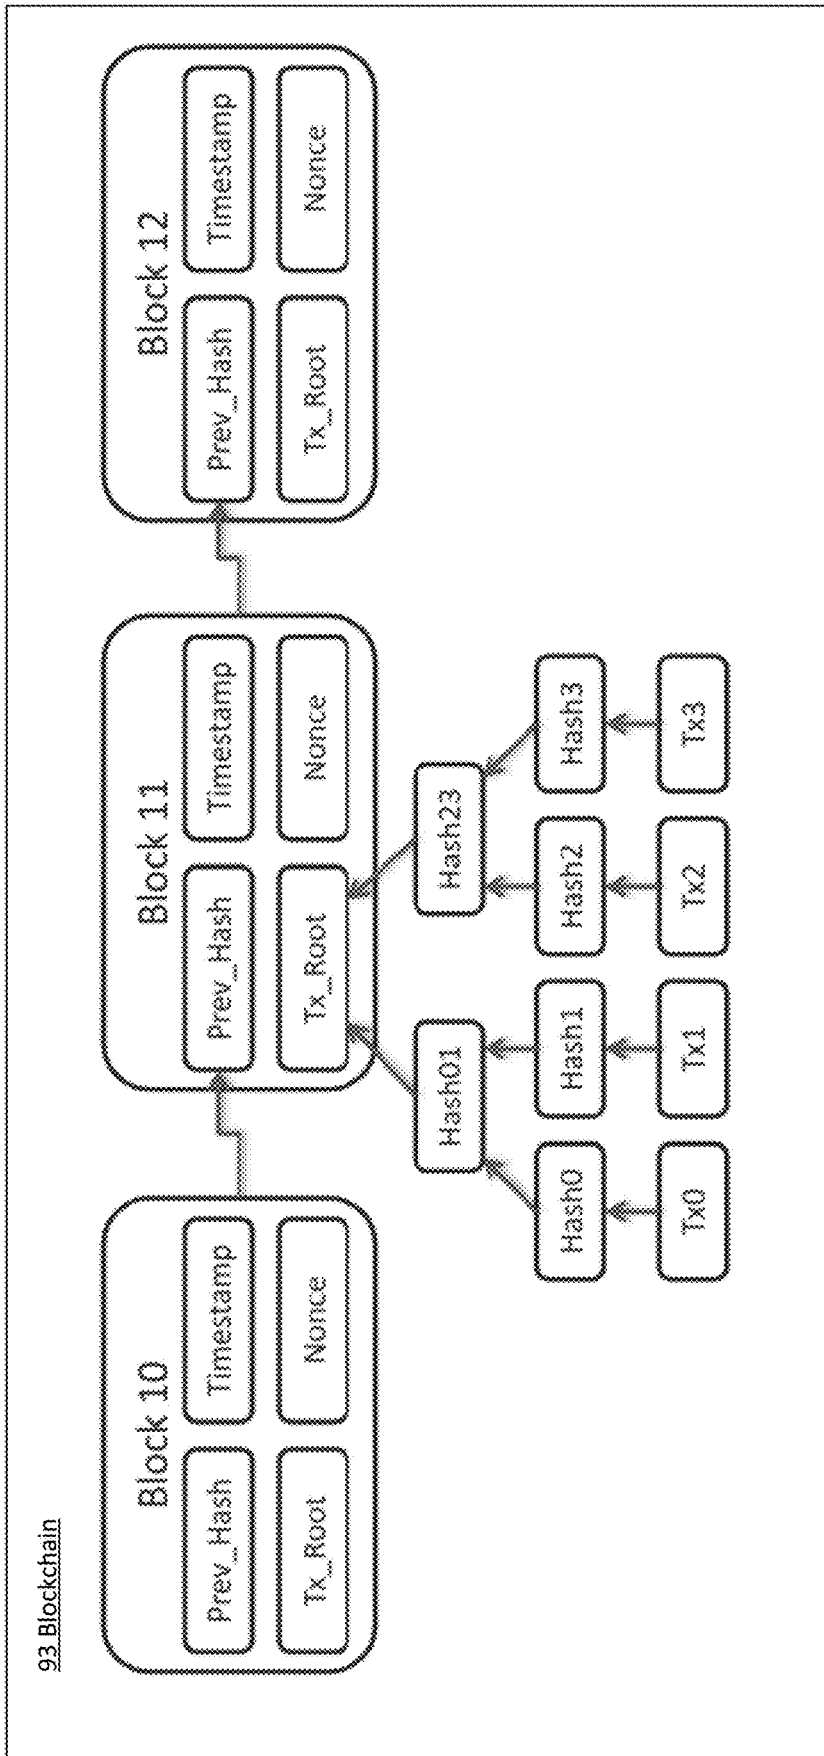 93 Blockchain
Block 10
Prev_Hash
Timestamp
Tx_Root
Nonce
Block 11
Prev_Hash
Timestamp
Tx_Root
Nonce
Block 12
Prev_Hash
Timestamp
Tx_Root
Nonce
Hash01
Hash23
Hash0
Hash1
Hash2
Hash3
Tx0
Tx1
Tx2
Tx3